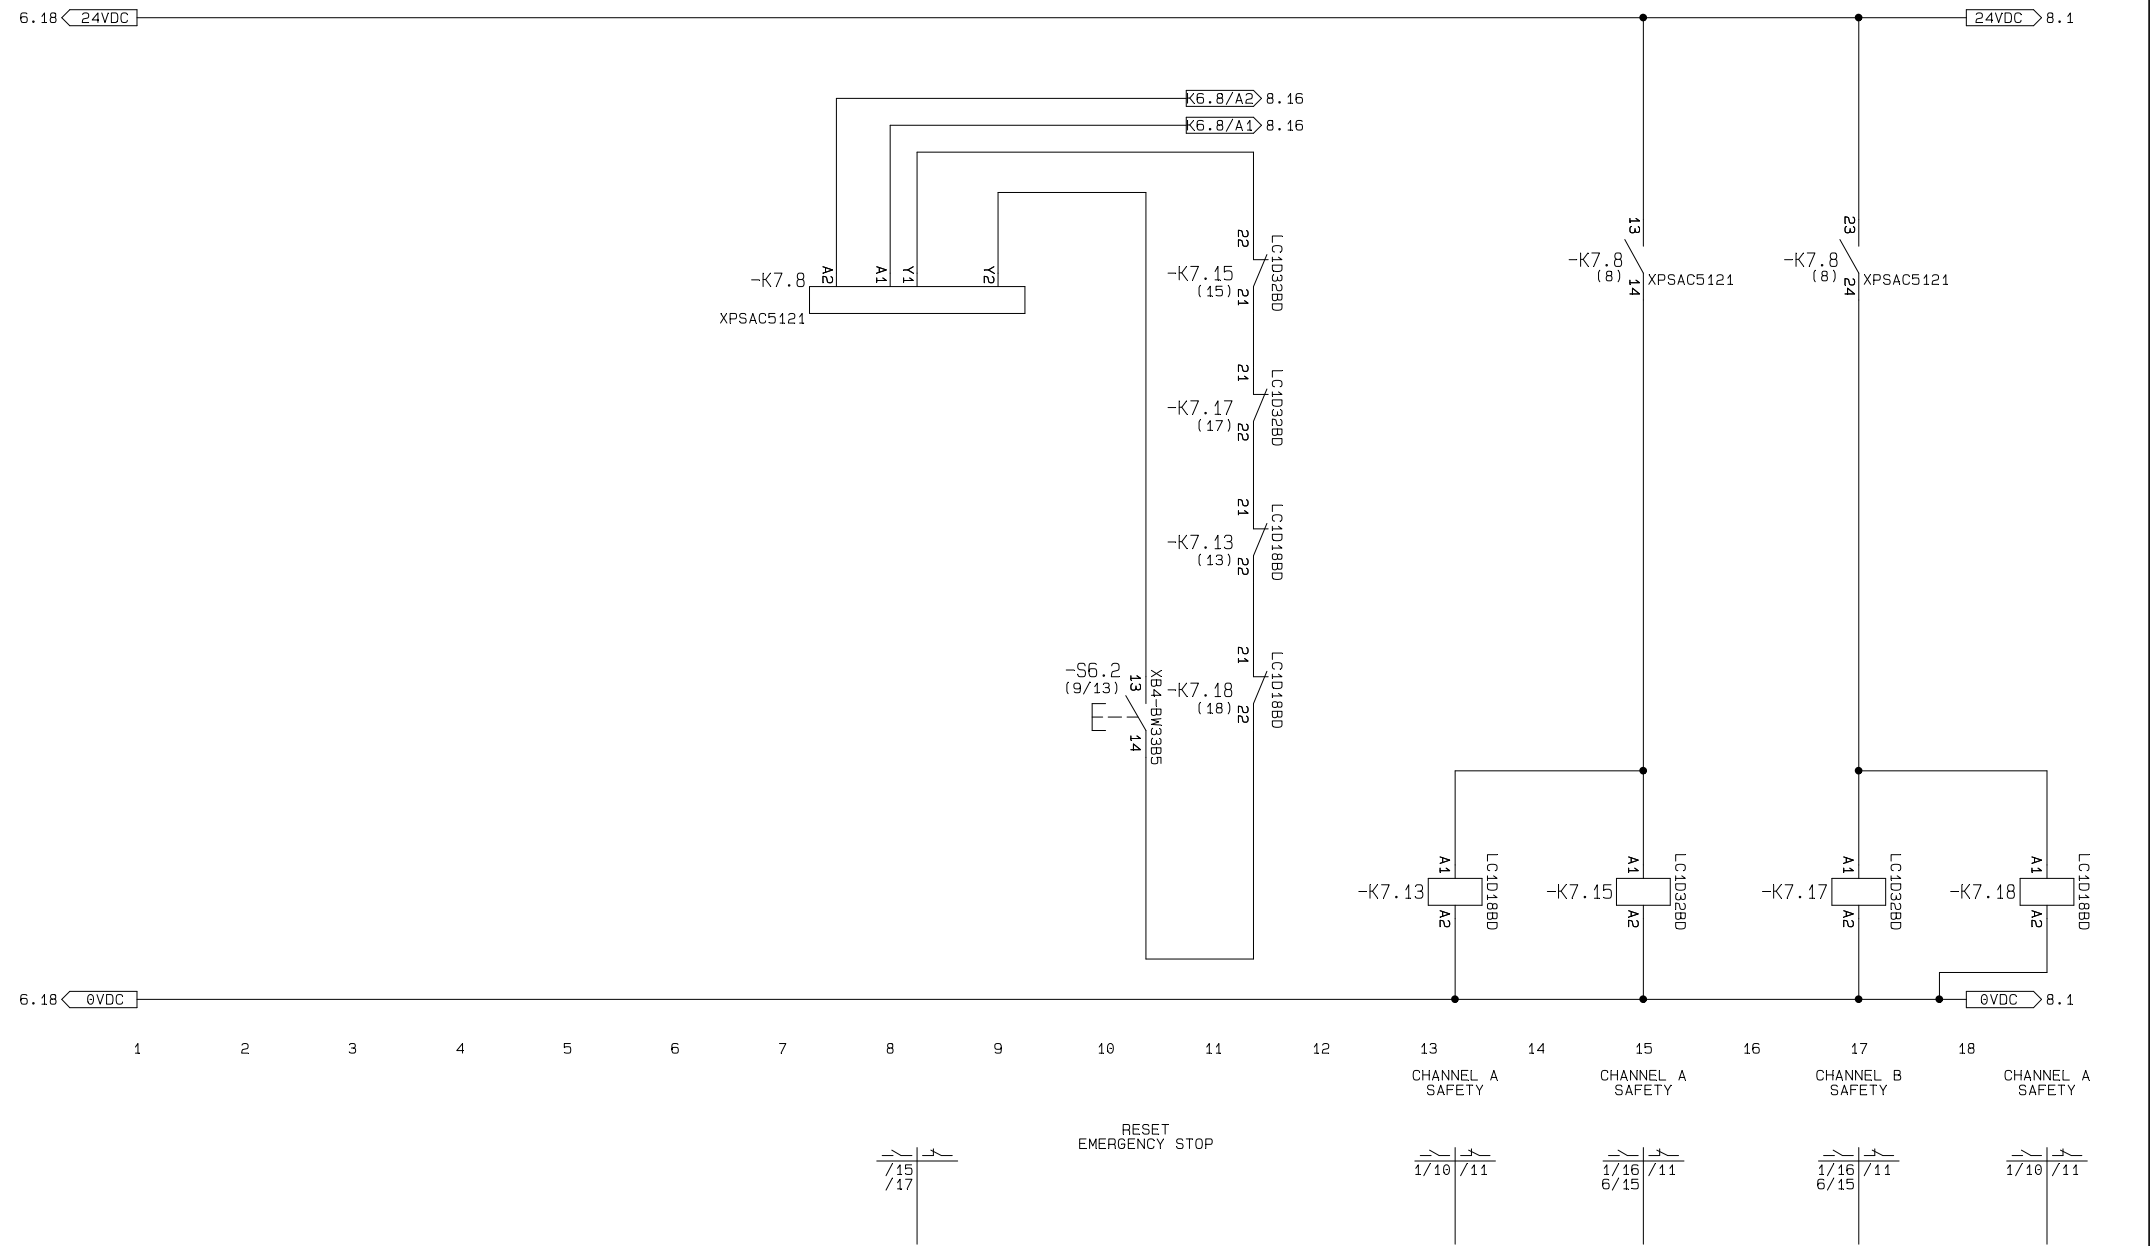 6.18 24VDC
24VDC 8.1
K6.8/A2 8.16
K6.8/A1 8.16
-K7.8
XPSAC5121
A2
A1
Y1
Y2
22
-K7.15
(15)
21
LC1D32BD
21
-K7.17
(17)
22
LC1D32BD
21
-K7.13
(13)
22
LC1D18BD
21
-K7.18
(18)
22
LC1D18BD
-S6.2
(9/13)
13
14
XB4-BW33B5
13
-K7.8
(8)
14
XPSAC5121
23
-K7.8
(8)
24
XPSAC5121
A1
-K7.13
A2
LC1D18BD
A1
-K7.15
A2
LC1D32BD
A1
-K7.17
A2
LC1D32BD
A1
-K7.18
A2
LC1D18BD
6.18 0VDC
0VDC 8.1
1 2 3 4 5 6 7 8 9 10 11 12 13 14 15 16 17 18
CHANNEL A
SAFETY
CHANNEL A
SAFETY
CHANNEL B
SAFETY
CHANNEL A
SAFETY
RESET
EMERGENCY STOP
/15
/17
1/10 /11
1/16 /11
6/15
1/16 /11
6/15
1/10 /11